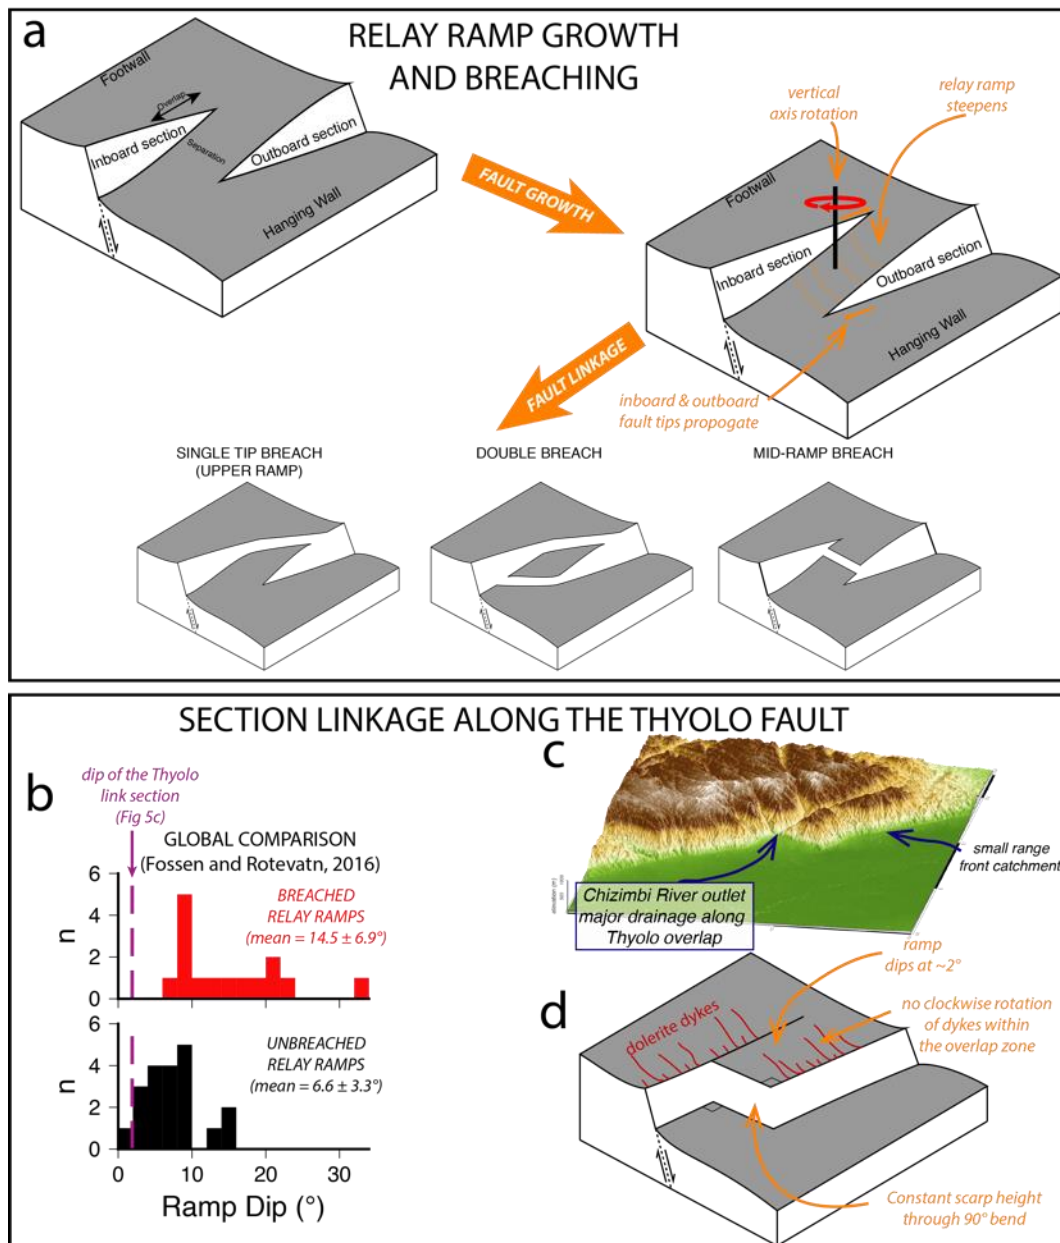 a
RELAY RAMP GROWTH
AND BREACHING
Footwall
Overlap
Inboard section
Separation
Outboard section
Hanging Wall
FAULT GROWTH
vertical
axis rotation
relay ramp
steepens
Footwall
Inboard section
Outboard section
Hanging Wall
FAULT LINKAGE
inboard & outboard
fault tips propogate
SINGLE TIP BREACH
(UPPER RAMP)
DOUBLE BREACH
MID-RAMP BREACH
SECTION LINKAGE ALONG THE THYOLO FAULT
b
dip of the Thyolo
link section
(Fig 5c)
GLOBAL COMPARISON
(Fossen and Rotevatn, 2016)
6
4
2
0
n
BREACHED
RELAY RAMPS
(mean = 14.5 ± 6.9°)
6
4
2
0
n
UNBREACHED
RELAY RAMPS
(mean = 6.6 ± 3.3°)
0 10 20 30
Ramp Dip (°)
c
small range
front catchment
Chizimbi River outlet
major drainage along
Thyolo overlap
elevation (m)
d
ramp
dips at ~2°
dolerite dykes
no clockwise rotation
of dykes within
the overlap zone
Constant scarp height
through 90° bend